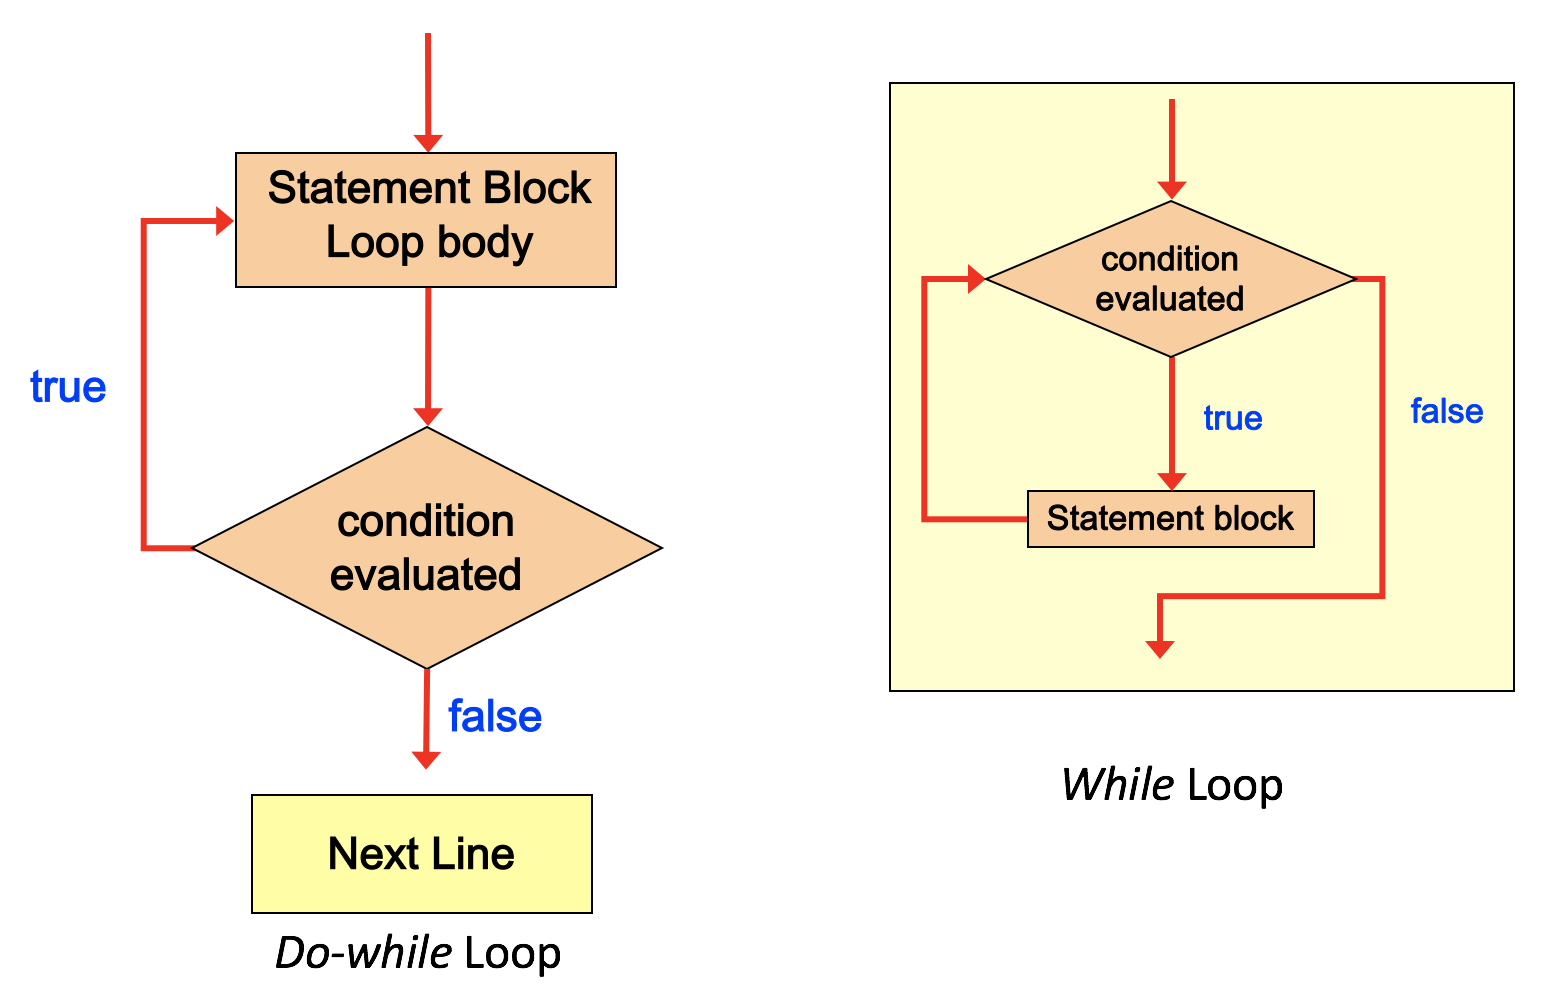 Statement Block
Loop body
true
condition
evaluated
false
Next Line
Do-while Loop
condition
evaluated
true
false
Statement block
While Loop